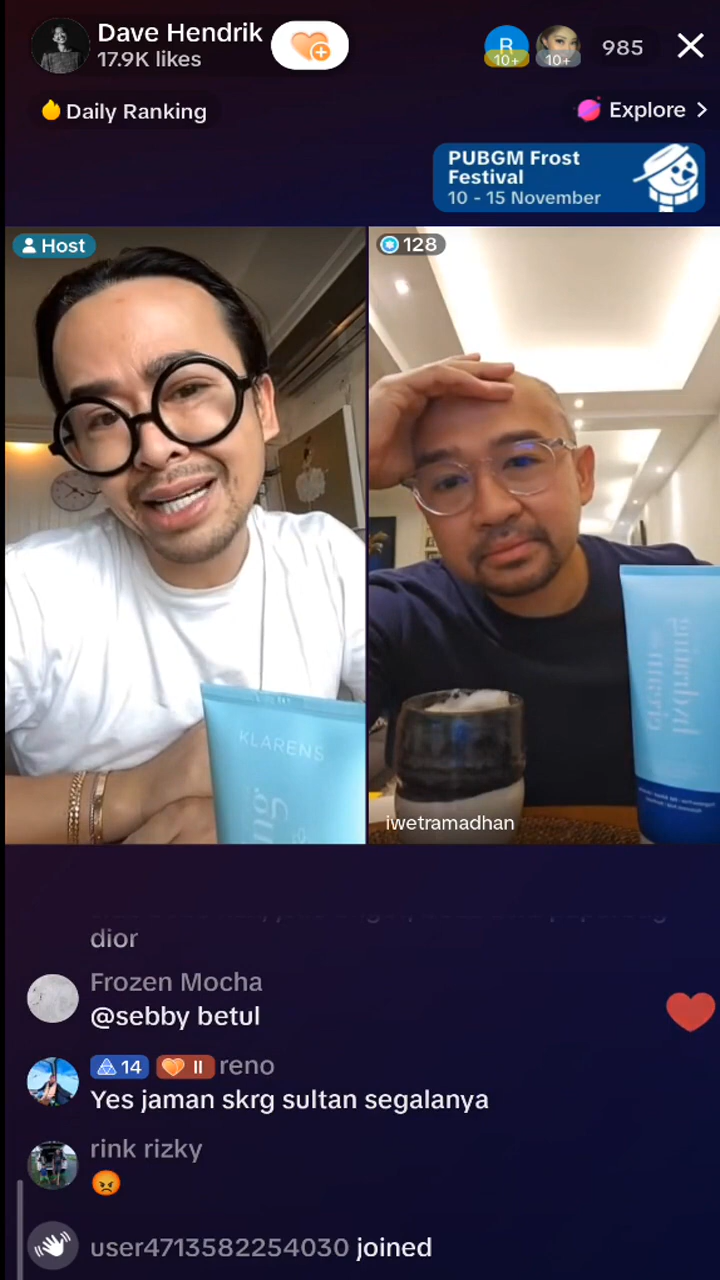 Dave Hendrik
17.9K likes
R
10+
10+
985
Daily Ranking
Explore
PUBGM Frost
Festival
10 - 15 November
Host
128
KLARENS
iwetramadhan
dior
Frozen Mocha
@sebby betul
14
II
reno
Yes jaman skrg sultan segalanya
rink rizky
user4713582254030 joined